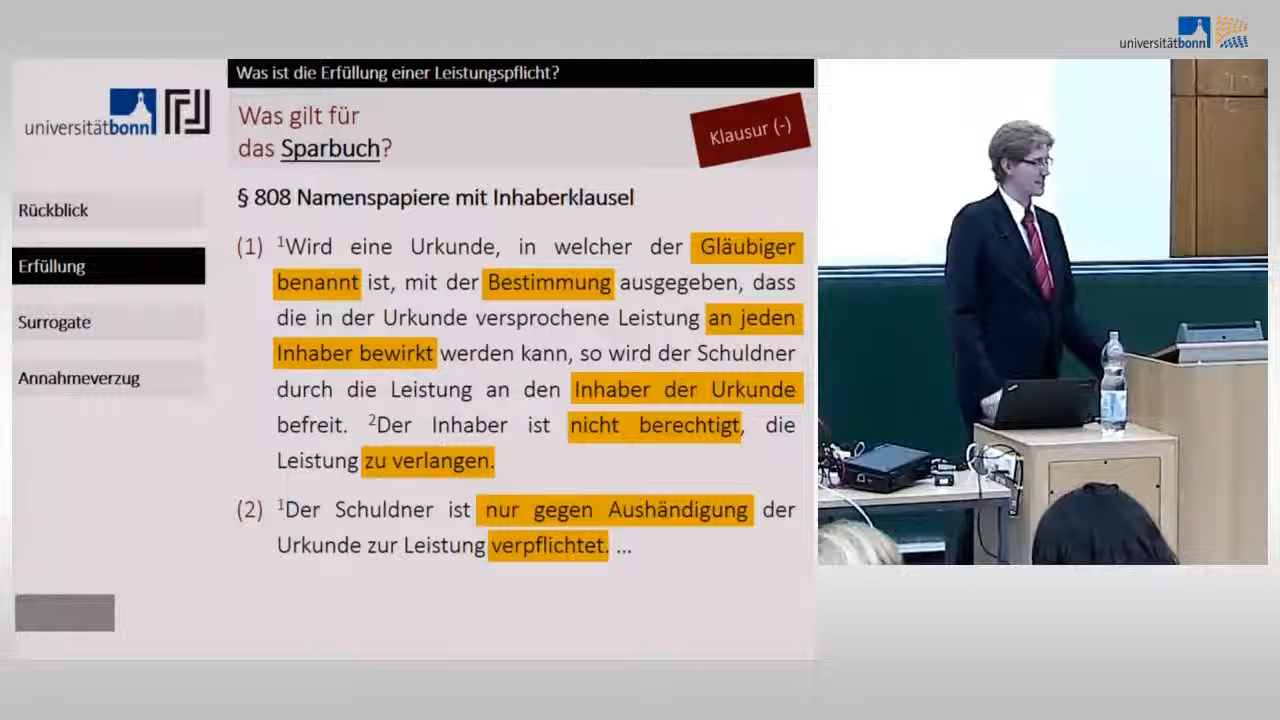 universitätbonn
Was ist die Erfüllung einer Leistungspflicht?
universitätbonn
Was gilt für
das Sparbuch?
Klausur (-)
Rückblick
Erfüllung
Surrogate
Annahmeverzug
§ 808 Namenspapiere mit Inhaberklausel
(1) ¹Wird eine Urkunde, in welcher der Gläubiger
benannt ist, mit der Bestimmung ausgegeben, dass
die in der Urkunde versprochene Leistung an jeden
Inhaber bewirkt werden kann, so wird der Schuldner
durch die Leistung an den Inhaber der Urkunde
befreit. ²Der Inhaber ist nicht berechtigt, die
Leistung zu verlangen.
(2) ¹Der Schuldner ist nur gegen Aushändigung der
Urkunde zur Leistung verpflichtet. ...